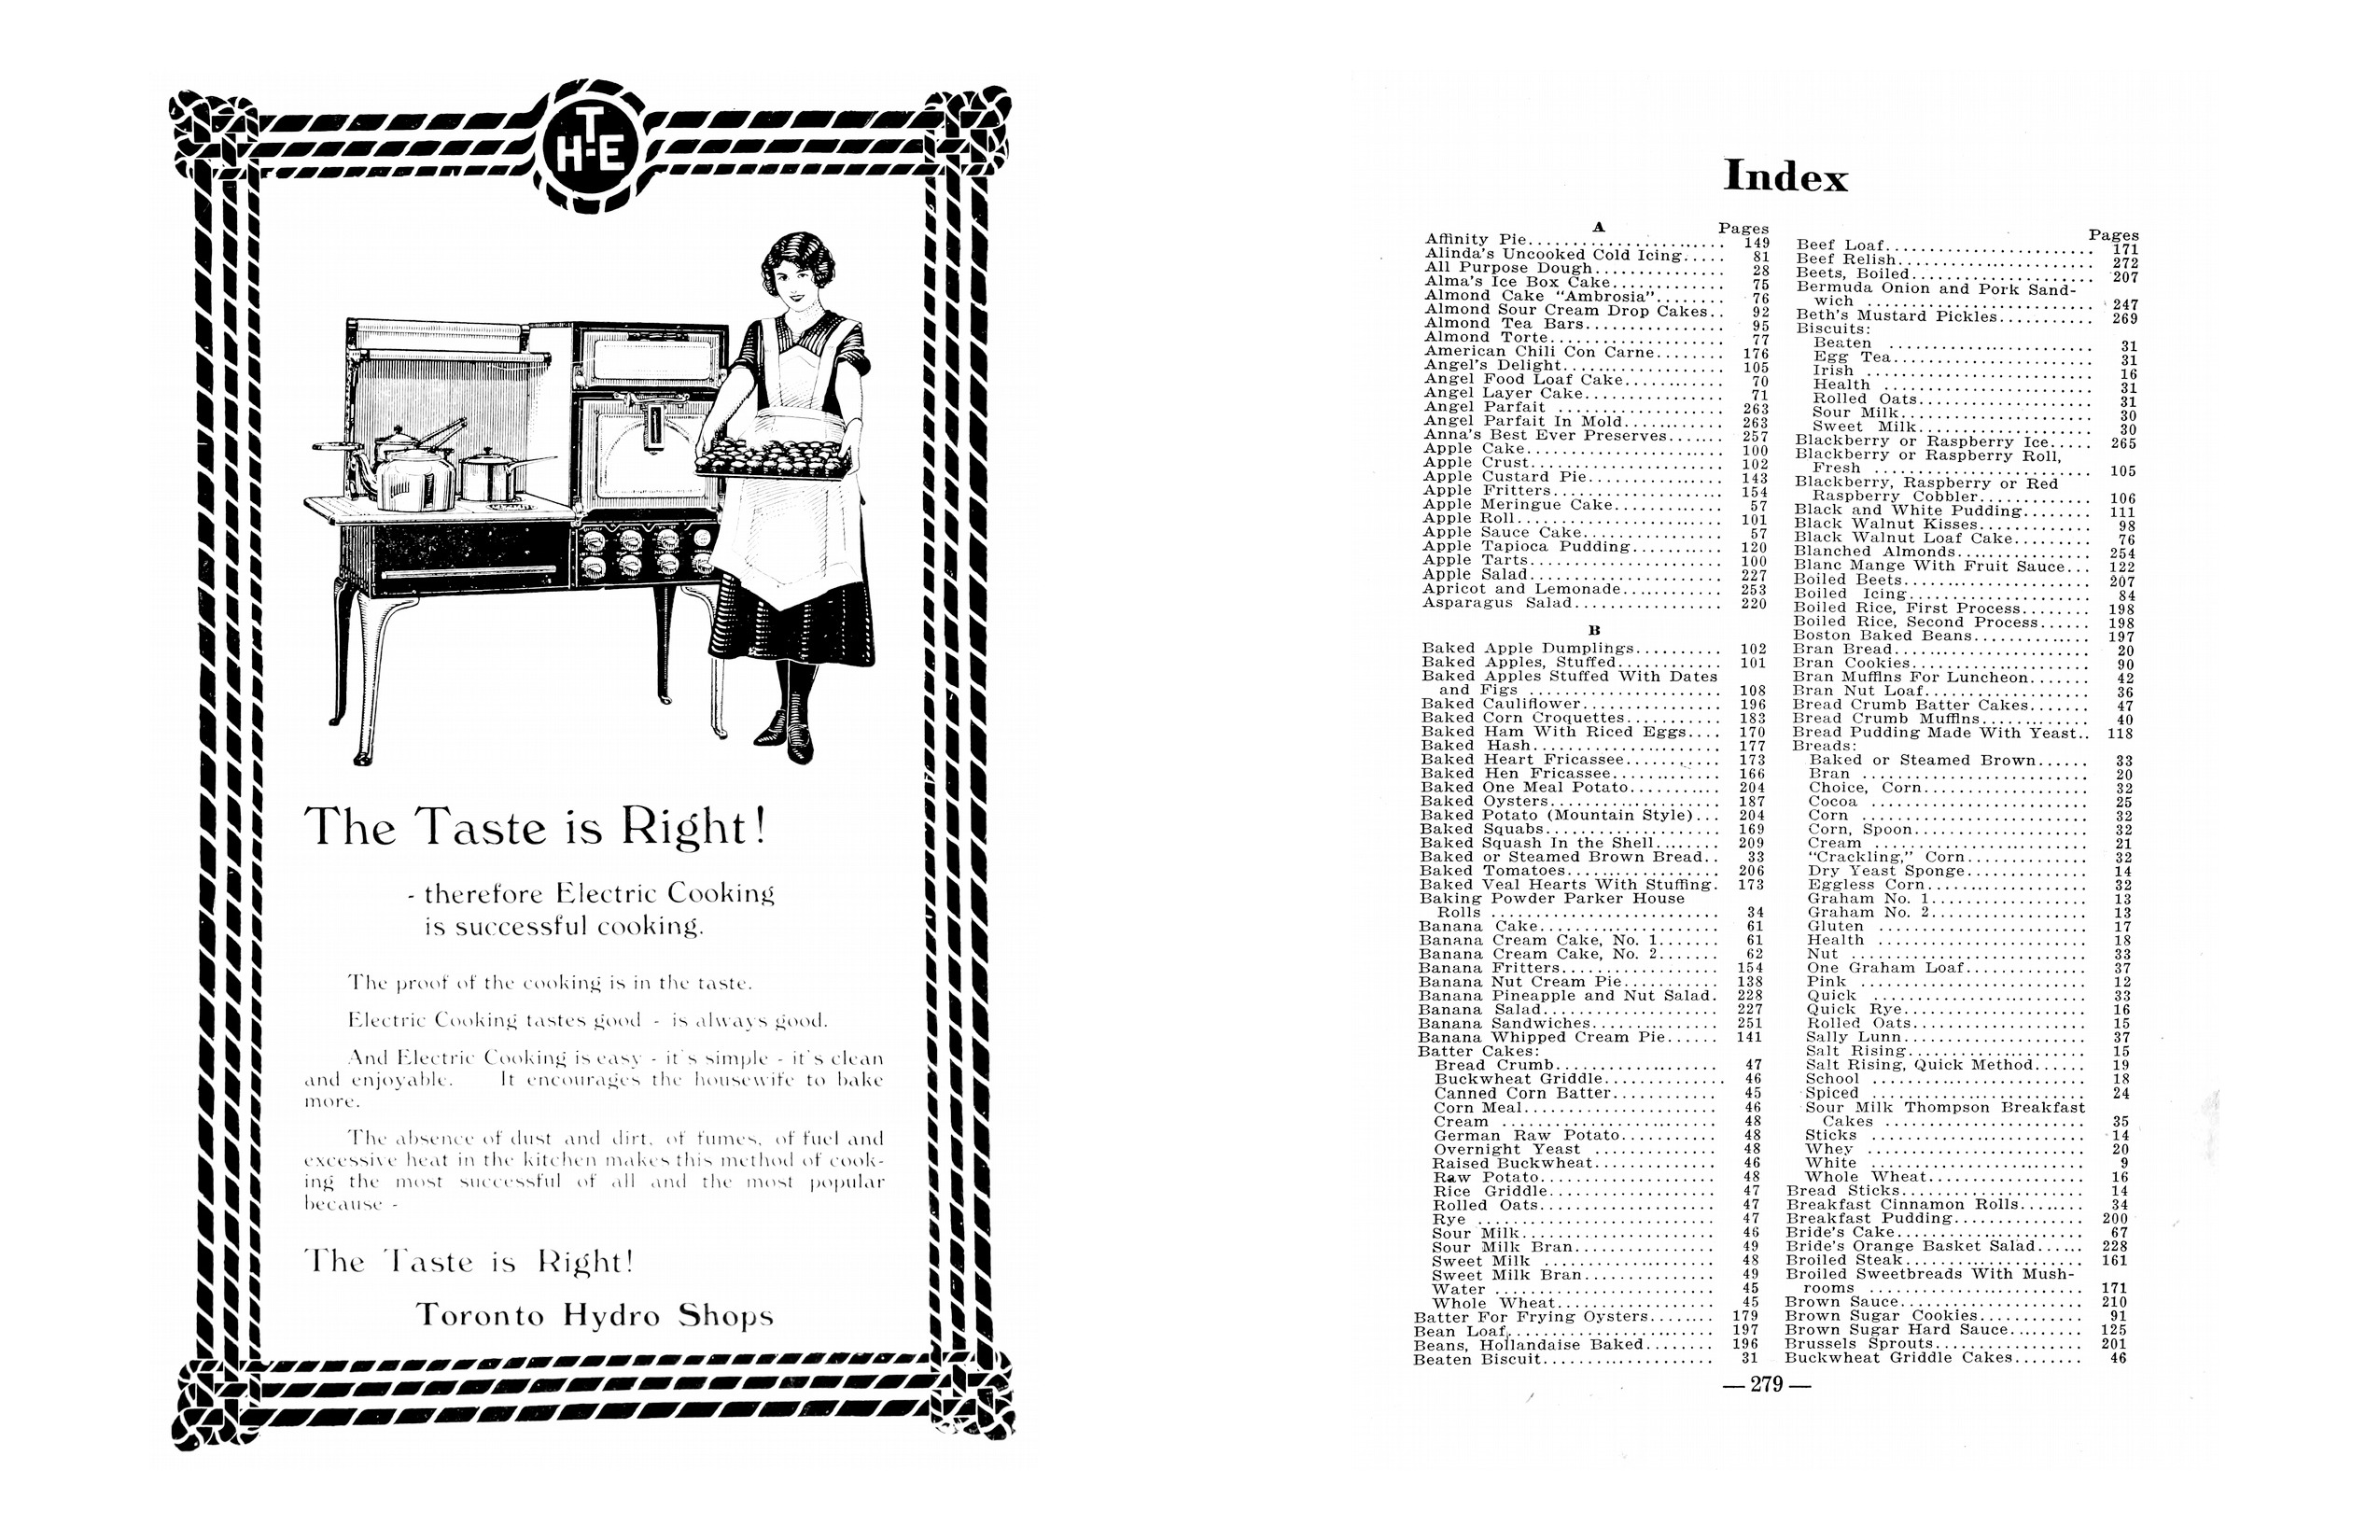 T
H-E
The Taste is Right!
- therefore Electric Cooking
is successful cooking.
The proof of the cooking is in the taste.
Electric Cooking tastes good - is always good.
And Electric Cooking is easy - it's simple - it's clean
and enjoyable. It encourages the housewife to bake
more.
The absence of dust and dirt, of fumes, of fuel and
excessive heat in the kitchen makes this method of cook-
ing the most successful of all and the most popular
because -
The Taste is Right!
Toronto Hydro Shops
Index
A Pages
Affinity Pie........................ 149
Alinda's Uncooked Cold Icing..... 81
All Purpose Dough............... 28
Alma's Ice Box Cake............. 75
Almond Cake "Ambrosia"........ 76
Almond Sour Cream Drop Cakes.. 92
Almond Tea Bars................ 95
Almond Torte.................... 77
American Chili Con Carne........ 176
Angel's Delight................... 105
Angel Food Loaf Cake............ 70
Angel Layer Cake................ 71
Angel Parfait ................... 263
Angel Parfait In Mold............ 263
Anna's Best Ever Preserves....... 257
Apple Cake....................... 100
Apple Crust...................... 102
Apple Custard Pie................ 143
Apple Fritters.................... 154
Apple Meringue Cake............. 57
Apple Roll........................ 101
Apple Sauce Cake................ 57
Apple Tapioca Pudding........... 120
Apple Tarts...................... 100
Apple Salad...................... 227
Apricot and Lemonade............ 253
Asparagus Salad................. 220
B
Baked Apple Dumplings.......... 102
Baked Apples, Stuffed............ 101
Baked Apples Stuffed With Dates
and Figs ...................... 108
Baked Cauliflower................ 196
Baked Corn Croquettes........... 183
Baked Ham With Riced Eggs.... 170
Baked Hash...................... 177
Baked Heart Fricassee............ 173
Baked Hen Fricassee............. 166
Baked One Meal Potato........... 204
Baked Oysters.................... 187
Baked Potato (Mountain Style)... 204
Baked Squabs.................... 169
Baked Squash In the Shell........ 209
Baked or Steamed Brown Bread.. 33
Baked Tomatoes.................. 206
Baked Veal Hearts With Stuffing. 173
Baking Powder Parker House
Rolls .......................... 34
Banana Cake..................... 61
Banana Cream Cake, No. 1....... 61
Banana Cream Cake, No. 2....... 62
Banana Fritters.................. 154
Banana Nut Cream Pie........... 138
Banana Pineapple and Nut Salad. 228
Banana Salad.................... 227
Banana Sandwiches.............. 251
Banana Whipped Cream Pie...... 141
Batter Cakes:
Bread Crumb................... 47
Buckwheat Griddle.............. 46
Canned Corn Batter............ 45
Corn Meal...................... 46
Cream ........................ 48
German Raw Potato........... 48
Overnight Yeast .............. 48
Raised Buckwheat.............. 46
Raw Potato.................... 48
Rice Griddle................... 47
Rolled Oats.................... 47
Rye ........................... 47
Sour Milk...................... 46
Sour Milk Bran................ 49
Sweet Milk .................... 48
Sweet Milk Bran............... 49
Water ......................... 45
Whole Wheat.................. 45
Batter For Frying Oysters........ 179
Bean Loaf........................ 197
Beans, Hollandaise Baked........ 196
Beaten Biscuit.................... 31
Pages
Beef Loaf........................ 171
Beef Relish....................... 272
Beets, Boiled..................... 207
Bermuda Onion and Pork Sand-
wich .......................... 247
Beth's Mustard Pickles........... 269
Biscuits:
Beaten ........................ 31
Egg Tea....................... 31
Irish .......................... 16
Health ........................ 31
Rolled Oats.................... 31
Sour Milk...................... 30
Sweet Milk.................... 30
Blackberry or Raspberry Ice..... 265
Blackberry or Raspberry Roll,
Fresh ......................... 105
Blackberry, Raspberry or Red
Raspberry Cobbler............. 106
Black and White Pudding........ 111
Black Walnut Kisses............. 98
Black Walnut Loaf Cake......... 76
Blanched Almonds............... 254
Blanc Mange With Fruit Sauce... 122
Boiled Beets...................... 207
Boiled Icing..................... 84
Boiled Rice, First Process........ 198
Boiled Rice, Second Process...... 198
Boston Baked Beans............. 197
Bran Bread....................... 20
Bran Cookies..................... 90
Bran Muffins For Luncheon....... 42
Bran Nut Loaf................... 36
Bread Crumb Batter Cakes....... 47
Bread Crumb Muffins............ 40
Bread Pudding Made With Yeast.. 118
Breads:
Baked or Steamed Brown...... 33
Bran .......................... 20
Choice, Corn................... 32
Cocoa ......................... 25
Corn .......................... 32
Corn, Spoon.................... 32
Cream ......................... 21
"Crackling," Corn.............. 32
Dry Yeast Sponge.............. 14
Eggless Corn................... 32
Graham No. 1.................. 13
Graham No. 2.................. 13
Gluten ........................ 17
Health ........................ 18
Nut ........................... 33
One Graham Loaf.............. 37
Pink .......................... 12
Quick ......................... 33
Quick Rye..................... 16
Rolled Oats.................... 15
Sally Lunn..................... 37
Salt Rising..................... 15
Salt Rising, Quick Method...... 19
School ........................ 18
Spiced ........................ 24
Sour Milk Thompson Breakfast
Cakes ....................... 35
Sticks ......................... 14
Whey ......................... 20
White ......................... 9
Whole Wheat.................. 16
Bread Sticks...................... 14
Breakfast Cinnamon Rolls........ 34
Breakfast Pudding............... 200
Bride's Cake..................... 67
Bride's Orange Basket Salad...... 228
Broiled Steak.................... 161
Broiled Sweetbreads With Mush-
rooms ......................... 171
Brown Sauce..................... 210
Brown Sugar Cookies............ 91
Brown Sugar Hard Sauce......... 125
Brussels Sprouts................. 201
Buckwheat Griddle Cakes........ 46
— 279 —